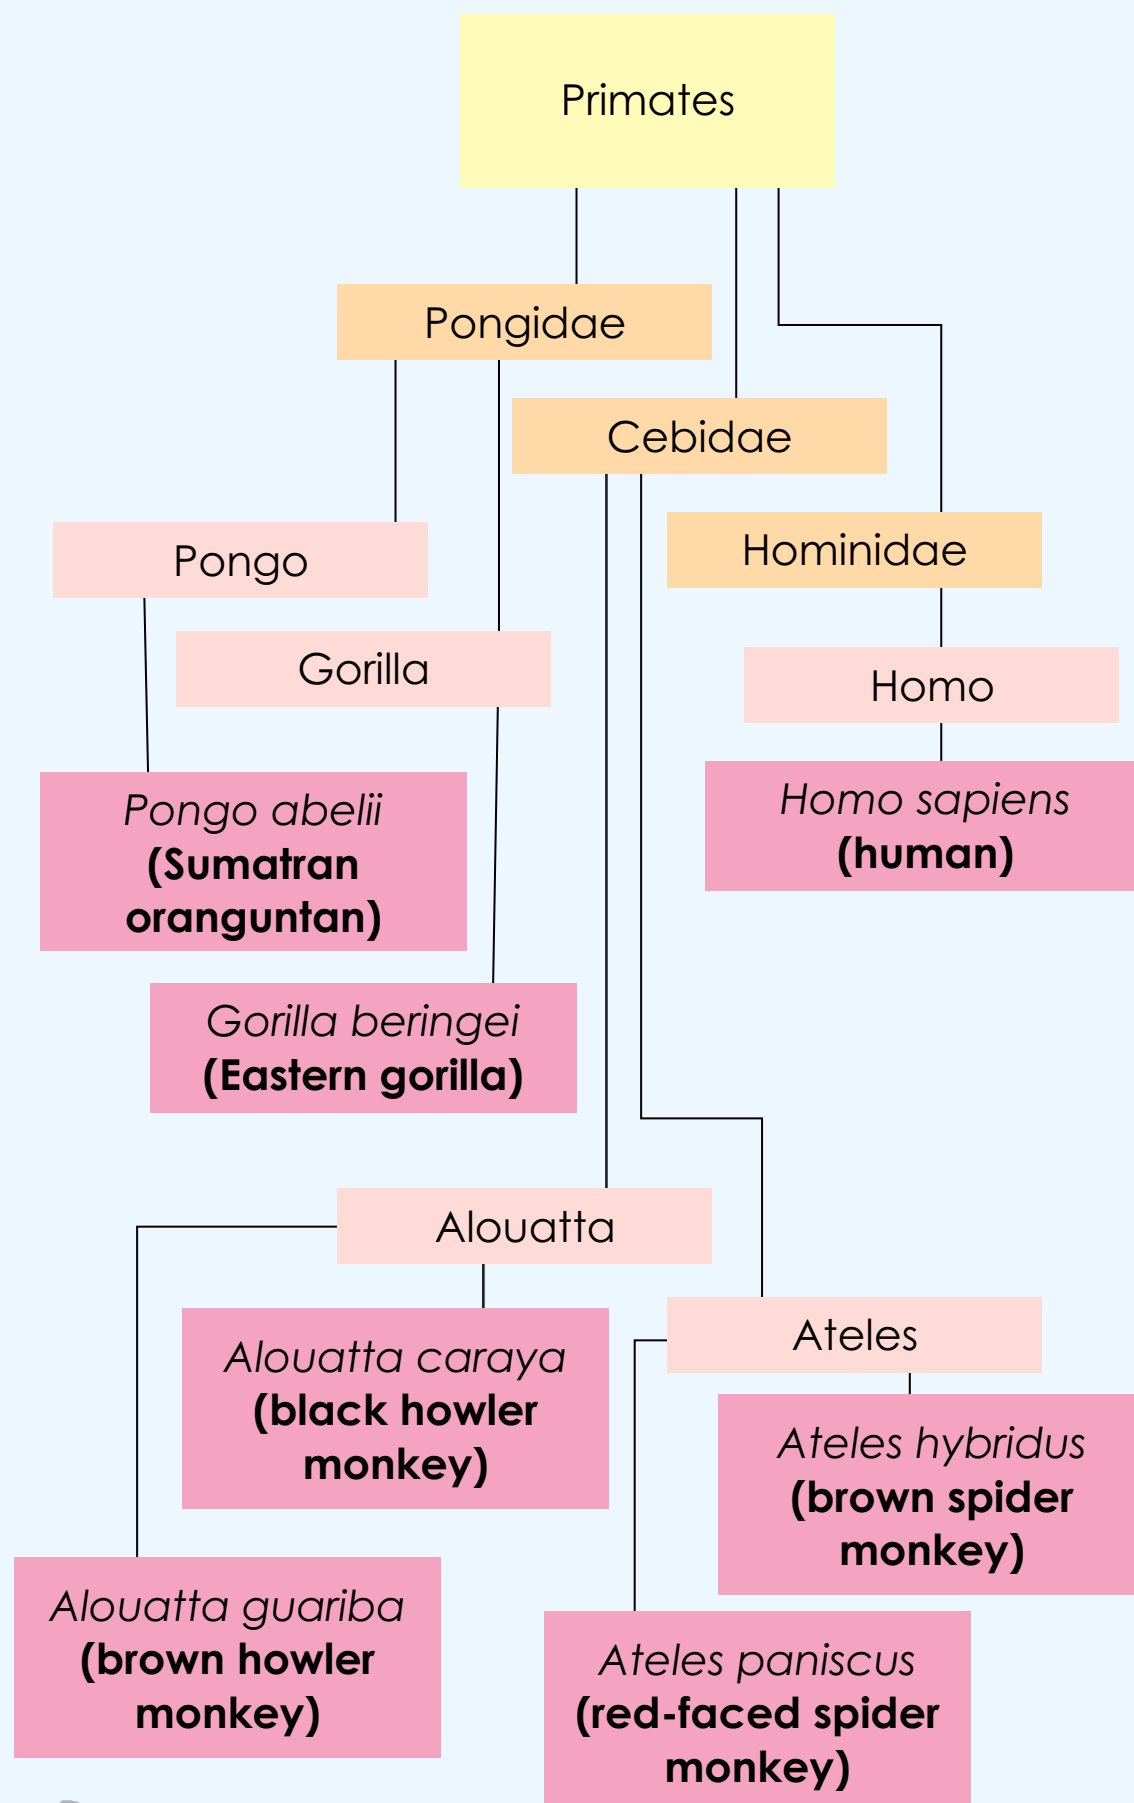 Primates
Pongidae
Cebidae
Hominidae
Pongo
Gorilla
Homo
Pongo abelii
(Sumatran
oranguntan)
Homo sapiens
(human)
Gorilla beringei
(Eastern gorilla)
Alouatta
Ateles
Alouatta caraya
(black howler
monkey)
Ateles hybridus
(brown spider
monkey)
Alouatta guariba
(brown howler
monkey)
Ateles paniscus
(red-faced spider
monkey)